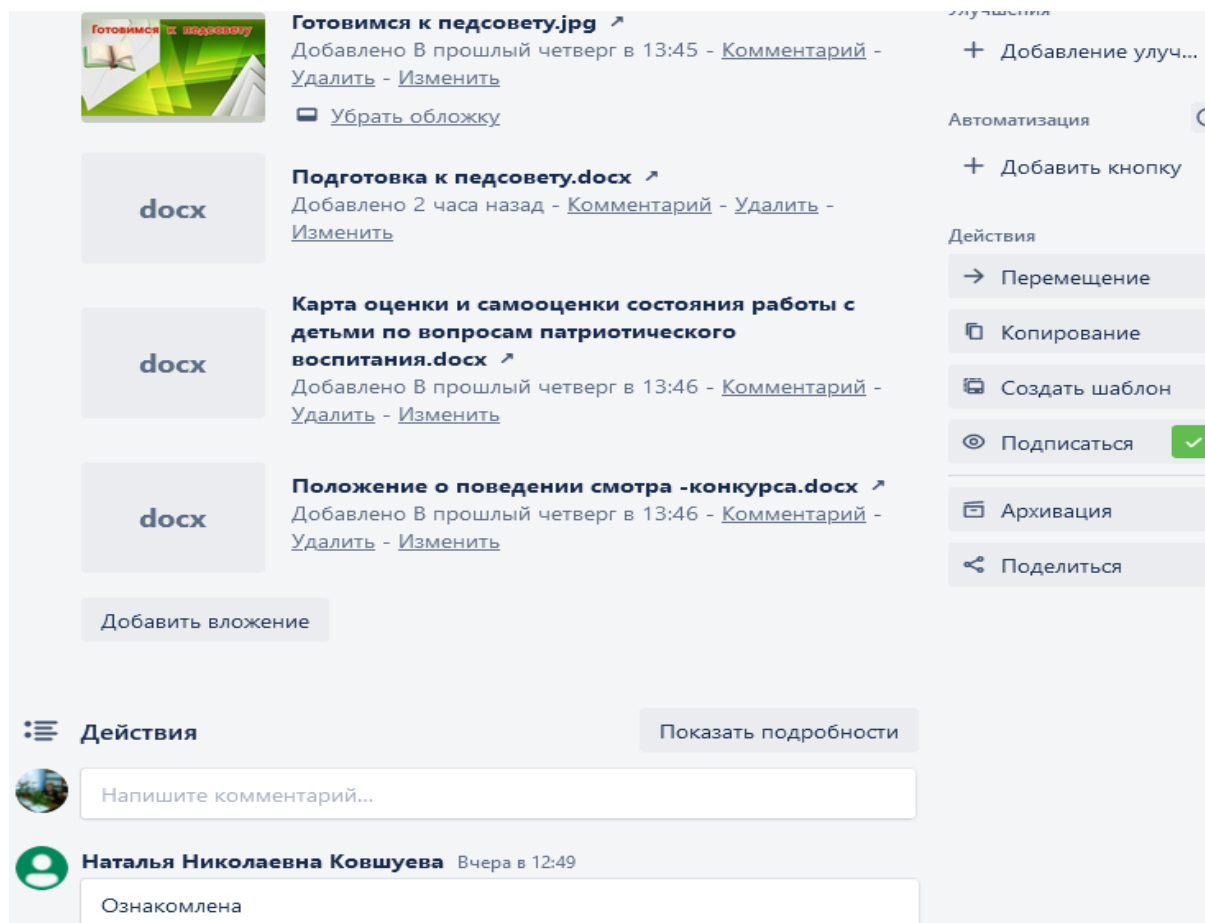 Готовимся к педсовету
Готовимся к педсовету.jpg ↗
Добавлено В прошлый четверг в 13:45 - Комментарий -
Удалить - Изменить
Убрать обложку
docx
Подготовка к педсовету.docx ↗
Добавлено 2 часа назад - Комментарий - Удалить -
Изменить
docx
Карта оценки и самооценки состояния работы с
детьми по вопросам патриотического
воспитания.docx ↗
Добавлено В прошлый четверг в 13:46 - Комментарий -
Удалить - Изменить
docx
Положение о поведении смотра -конкурса.docx ↗
Добавлено В прошлый четверг в 13:46 - Комментарий -
Удалить - Изменить
Добавить вложение
Действия
Показать подробности
Напишите комментарий...
Наталья Николаевна Ковшуева Вчера в 12:49
Ознакомлена
Улучшения
+ Добавление улуч...
Автоматизация
+ Добавить кнопку
Действия
→ Перемещение
Копирование
Создать шаблон
Подписаться
Архивация
Поделиться